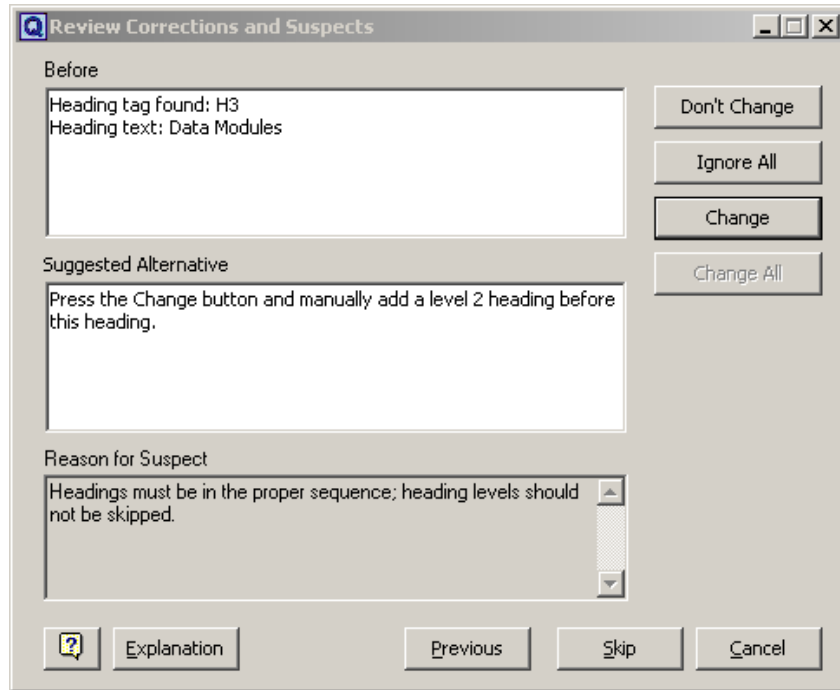 Review Corrections and Suspects
Before
Heading tag found: H3
Heading text: Data Modules
Don't Change
Ignore All
Change
Change All
Suggested Alternative
Press the Change button and manually add a level 2 heading before
this heading.
Reason for Suspect
Headings must be in the proper sequence; heading levels should
not be skipped.
Explanation
Previous
Skip
Cancel